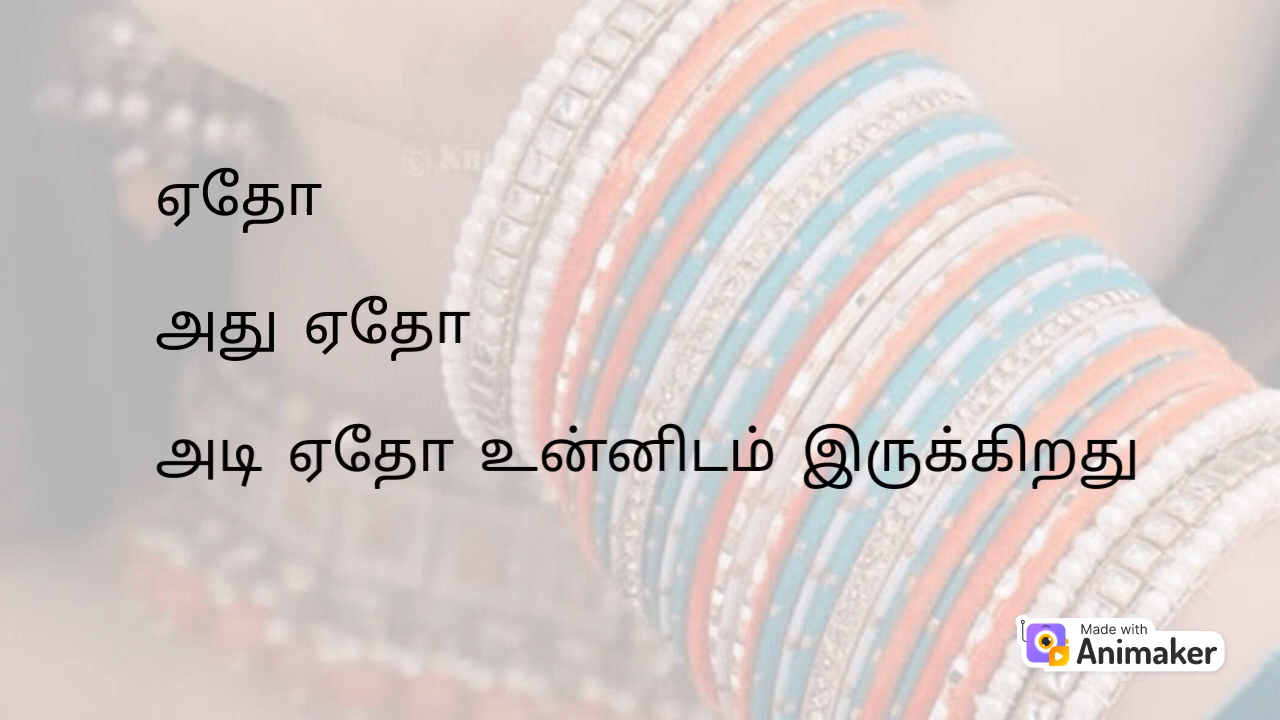 ஏதோ
அது ஏதோ
அடி ஏதோ உன்னிடம் இருக்கிறது
Made with
Animaker